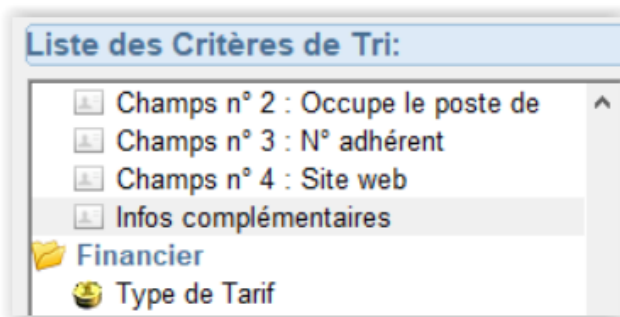 Liste des Critères de Tri:
Champs n° 2 : Occupe le poste de
Champs n° 3 : N° adhérent
Champs n° 4 : Site web
Infos complémentaires
Financier
Type de Tarif